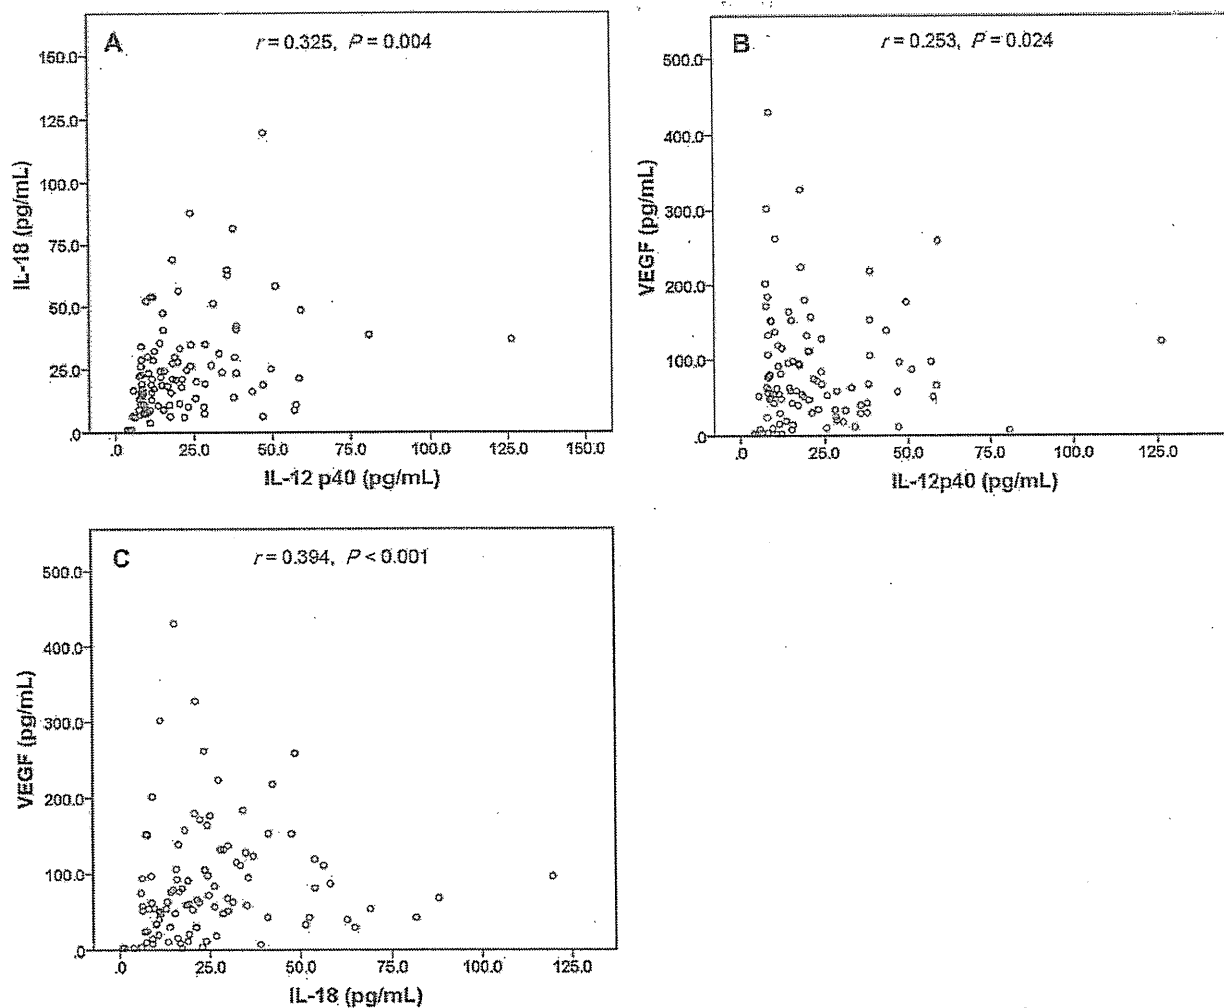 A
r = 0.325, P = 0.004
150.0
125.0
100.0
75.0
50.0
25.0
.0
IL-18 (pg/mL)
.0 25.0 50.0 75.0 100.0 125.0 150.0
IL-12 p40 (pg/mL)
B
r = 0.253, P = 0.024
500.0
400.0
300.0
200.0
100.0
.0
VEGF (pg/mL)
.0 25.0 50.0 75.0 100.0 125.0
IL-12p40 (pg/mL)
C
r = 0.394, P < 0.001
500.0
400.0
300.0
200.0
100.0
.0
VEGF (pg/mL)
.0 25.0 50.0 75.0 100.0 125.0
IL-18 (pg/mL)